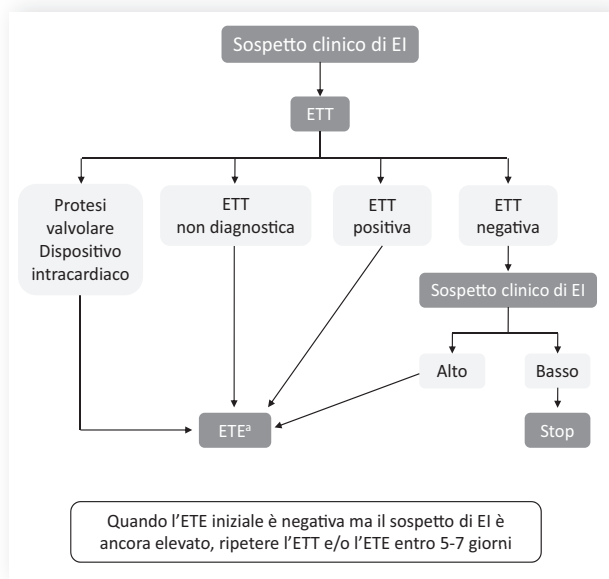 Sospetto clinico di EI
ETT
Protesi
valvolare
Dispositivo
intracardiaco
ETT
non diagnostica
ETT
positiva
ETT
negativa
Sospetto clinico di EI
Alto
Basso
ETEª
Stop
Quando l’ETE iniziale è negativa ma il sospetto di EI è
ancora elevato, ripetere l’ETT e/o l’ETE entro 5-7 giorni